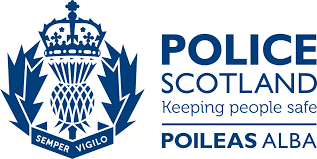 POLICE
SCOTLAND
Keeping people safe
POILEAS ALBA
SEMPER VIGILO